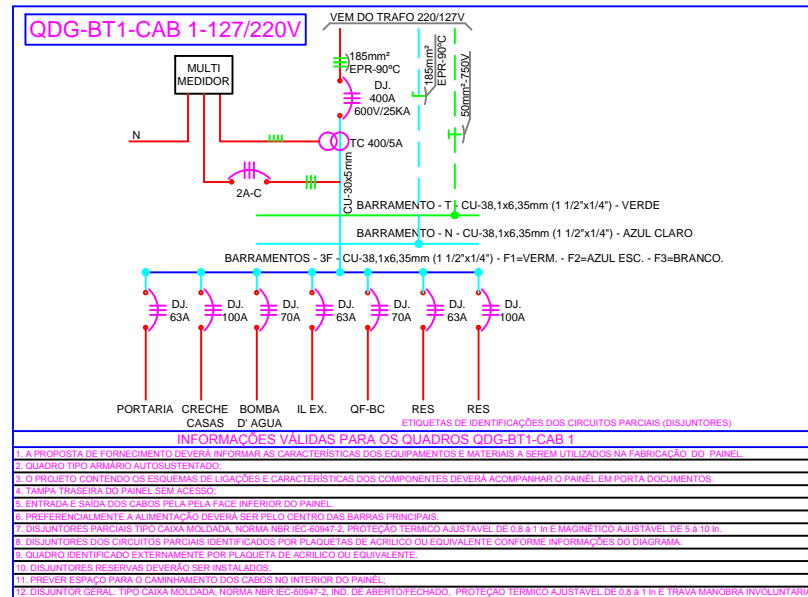 QDG-BT1-CAB 1-127/220V
VEM DO TRAFO 220/127V
MULTI
MEDIDOR
185mm²
EPR-90ºC
DJ.
400A
600V/25KA
185mm²
EPR-90ºC
50mm²-750V
N
TC 400/5A
2A-C
CU-30x5mm
BARRAMENTO - T - CU-38,1x6,35mm (1 1/2"x1/4") - VERDE
BARRAMENTO - N - CU-38,1x6,35mm (1 1/2"x1/4") - AZUL CLARO
BARRAMENTOS - 3F - CU-38,1x6,35mm (1 1/2"x1/4") - F1=VERM. - F2=AZUL ESC. - F3=BRANCO.
DJ.
63A
DJ.
100A
DJ.
70A
DJ.
63A
DJ.
70A
DJ.
63A
DJ.
100A
PORTARIA
CRECHE
CASAS
BOMBA
D' AGUA
IL EX.
QF-BC
RES
RES
ETIQUETAS DE IDENTIFICAÇÕES DOS CIRCUITOS PARCIAIS (DISJUNTORES)
INFORMAÇÕES VÁLIDAS PARA OS QUADROS QDG-BT1-CAB 1
1. A PROPOSTA DE FORNECIMENTO DEVERÁ INFORMAR AS CARACTERÍSTICAS DOS EQUIPAMENTOS E MATERIAIS A SEREM UTILIZADOS NA FABRICAÇÃO DO PAINEL.
2. QUADRO TIPO ARMÁRIO AUTOSUSTENTADO;
3. O PROJETO CONTENDO OS ESQUEMAS DE LIGAÇÕES E CARACTERÍSTICAS DOS COMPONENTES DEVERÁ ACOMPANHAR O PAINÉL EM PORTA DOCUMENTOS.
4. TAMPA TRASEIRA DO PAINEL SEM ACESSO;
5. ENTRADA E SAÍDA DOS CABOS PELA PELA FACE INFERIOR DO PAINEL.
6. PREFERENCIALMENTE A ALIMENTAÇÃO DEVERÁ SER PELO CENTRO DAS BARRAS PRINCIPAIS.
7. DISJUNTORES PARCIAIS TIPO CAIXA MOLDADA, NORMA NBR IEC-60947-2, PROTEÇÃO TERMICO AJUSTAVEL DE 0,8 á 1 In E MAGINÉTICO AJUSTÁVEL DE 5 á 10 In.
8. DISJUNTORES DOS CIRCUITOS PARCIAIS IDENTIFICADOS POR PLAQUETAS DE ACRILICO OU EQUIVALENTE CONFORME INFORMAÇÕES DO DIAGRAMA.
9. QUADRO IDENTIFICADO EXTERNAMENTE POR PLAQUETA DE ACRILICO OU EQUIVALENTE.
10. DISJUNTORES RESERVAS DEVERÃO SER INSTALADOS.
11. PREVER ESPAÇO PARA O CAMINHAMENTO DOS CABOS NO INTERIOR DO PAINÉL;
12. DISJUNTOR GERAL: TIPO CAIXA MOLDADA, NORMA NBR IEC-60947-2, IND. DE ABERTO/FECHADO, PROTEÇÃO TERMICO AJUSTAVEL DE 0,8 á 1 In E TRAVA MANOBRA INVOLUNTÁRIA